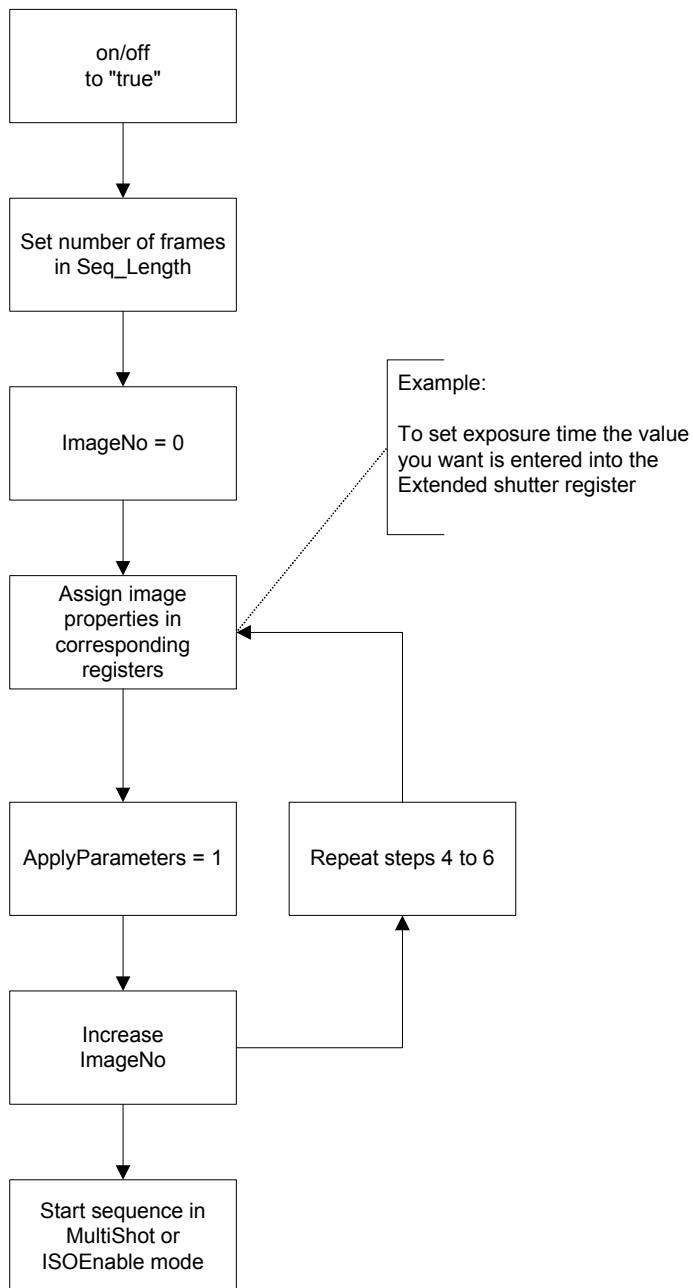 on/off
to "true"
Set number of frames
in Seq_Length
ImageNo = 0
Example:
To set exposure time the value
you want is entered into the
Extended shutter register
Assign image
properties in
corresponding
registers
ApplyParameters = 1
Repeat steps 4 to 6
Increase
ImageNo
Start sequence in
MultiShot or
ISOEnable mode